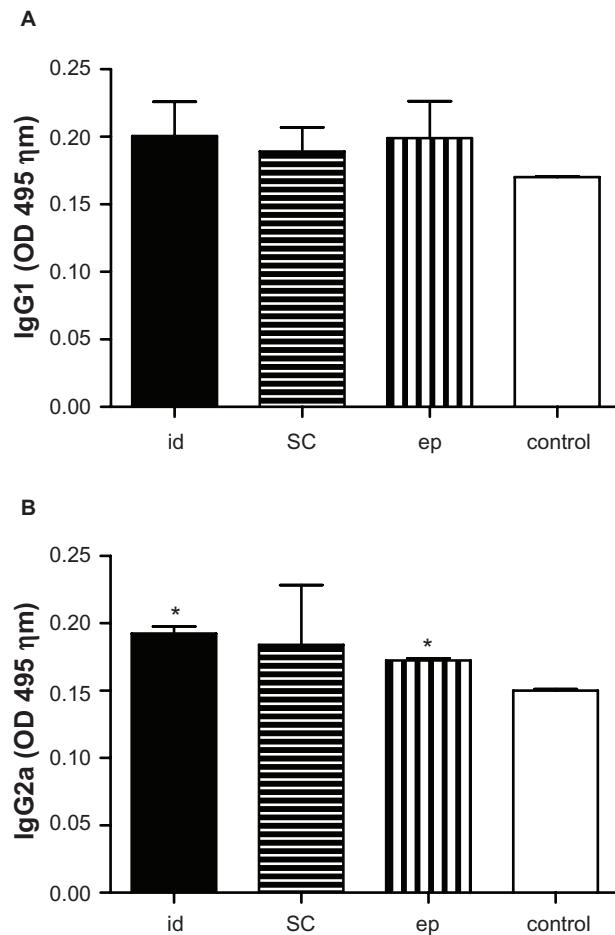 A
IgG1 (OD 495 ηm)
0.25
0.20
0.15
0.10
0.05
0.00
id SC ep control
B
IgG2a (OD 495 ηm)
0.25
0.20
0.15
0.10
0.05
0.00
* *
id SC ep control